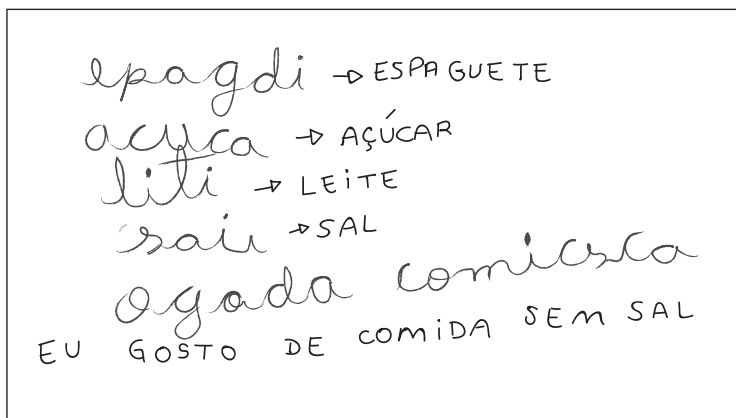 epagdi → ESPAGUETE
acuca → AÇÚCAR
liti → LEITE
sau → SAL
ogada comicsca
EU GOSTO DE COMIDA SEM SAL